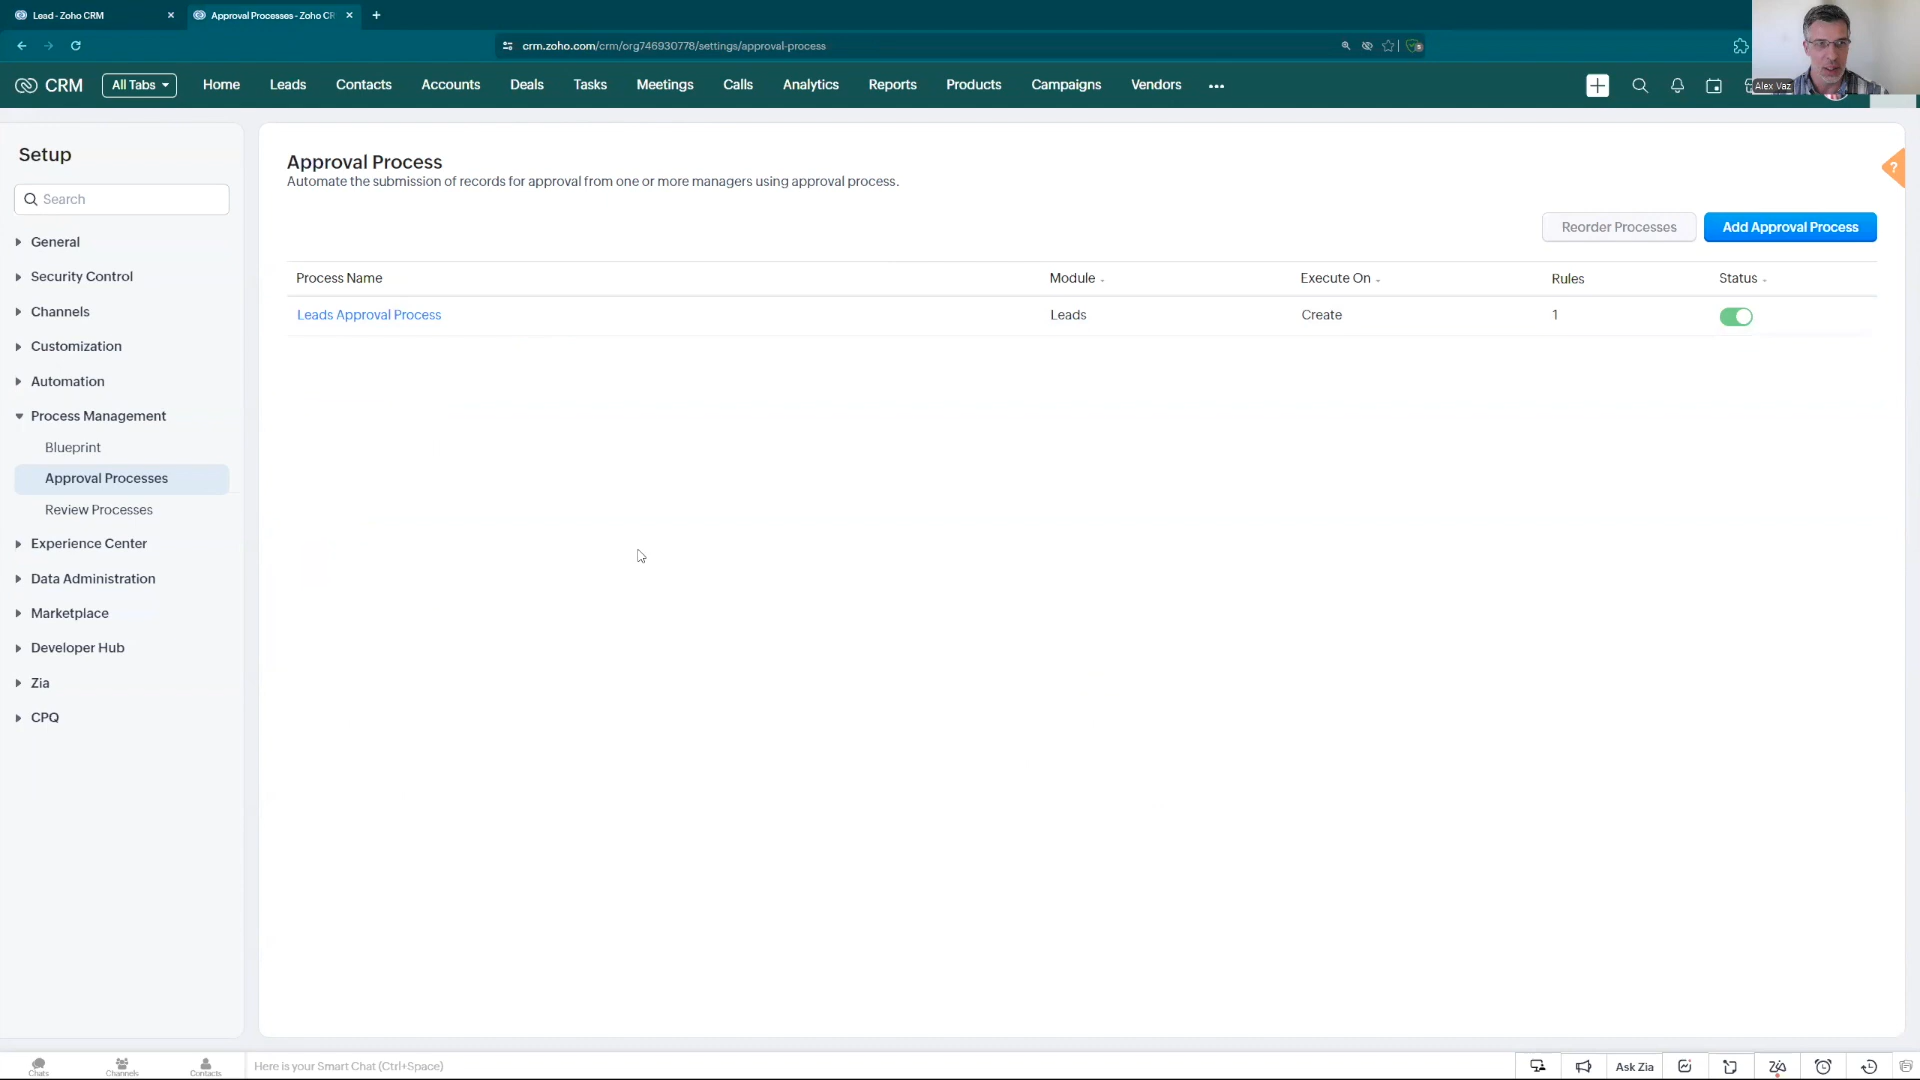 Lead - Zoho CRM
Approval Processes - Zoho CR
crm.zoho.com/crm/org746930778/settings/approval-process
CRM
All Tabs
Home
Leads
Contacts
Accounts
Deals
Tasks
Meetings
Calls
Analytics
Reports
Products
Campaigns
Vendors
Alex Vaz
Setup
Search
General
Security Control
Channels
Customization
Automation
Process Management
Blueprint
Approval Processes
Review Processes
Experience Center
Data Administration
Marketplace
Developer Hub
Zia
CPQ
Approval Process
Automate the submission of records for approval from one or more managers using approval process.
?
Reorder Processes
Add Approval Process
Process Name Module Execute On Rules Status
Leads Approval Process Leads Create 1
Chats
Channels
Contacts
Here is your Smart Chat (Ctrl+Space)
Ask Zia